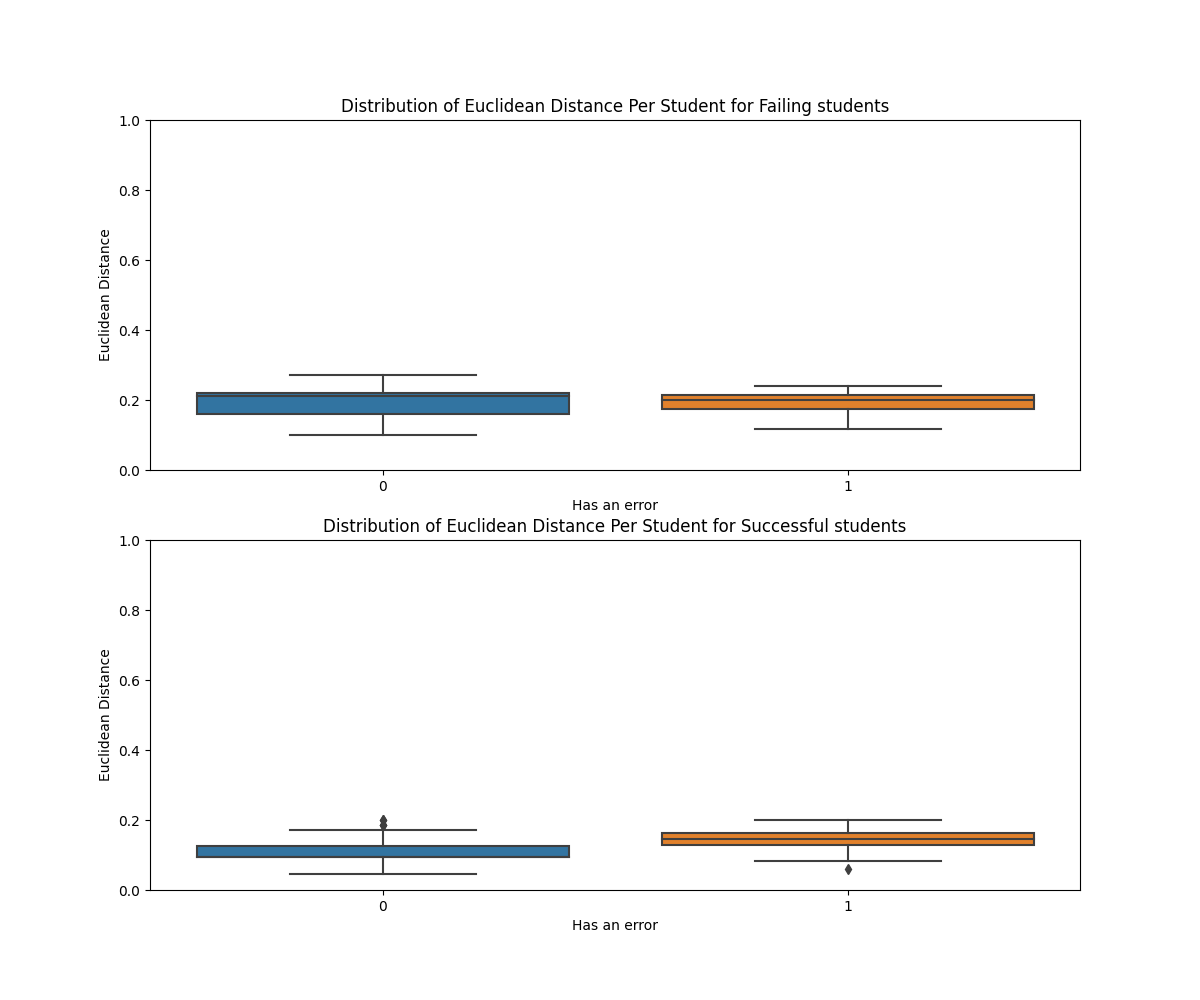 Distribution of Euclidean Distance Per Student for Failing students
1.0
0.8
0.6
0.4
0.2
0.0
Euclidean Distance
0
1
Has an error
Distribution of Euclidean Distance Per Student for Successful students
1.0
0.8
0.6
0.4
0.2
0.0
Euclidean Distance
0
1
Has an error